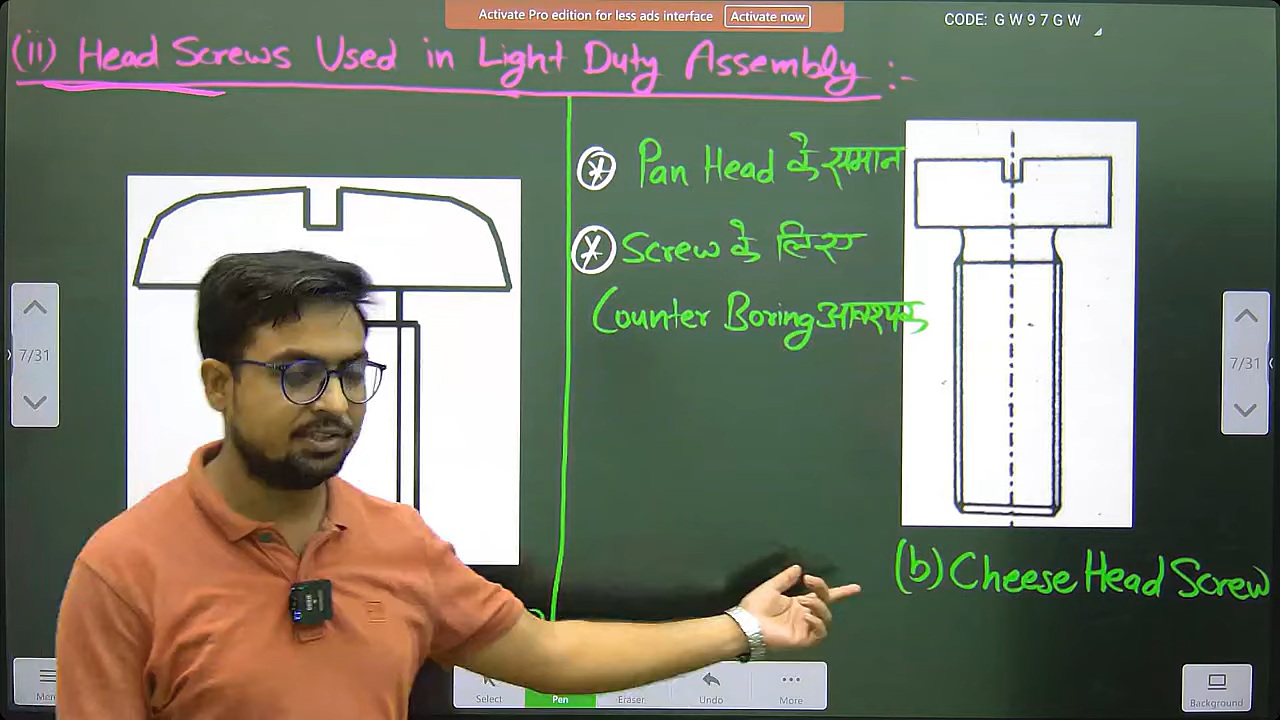 Activate Pro edition for less ads interface Activate now
CODE: G W 9 7 G W
(ii) Head Screws Used in Light Duty Assembly :-
Pan Head के समान
Screw के लिए
Counter Boring आवश्यक
7/31
7/31
(b) Cheese Head Screw
Select
Pen
Eraser
Undo
More
Background